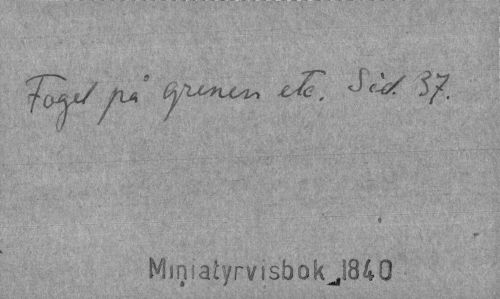 Fogel på grenen etc. Sid. 37.
Miniatyrvisbok 1840